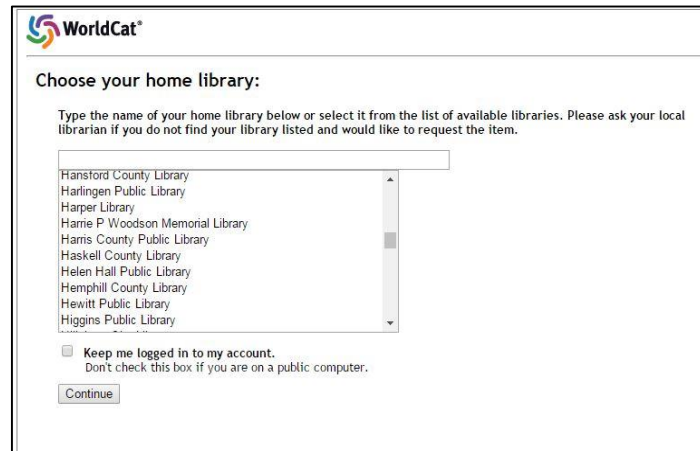 WorldCat®
Choose your home library:
Type the name of your home library below or select it from the list of available libraries. Please ask your local
librarian if you do not find your library listed and would like to request the item.
Hansford County Library
Harlingen Public Library
Harper Library
Harrie P Woodson Memorial Library
Harris County Public Library
Haskell County Library
Helen Hall Public Library
Hemphill County Library
Hewitt Public Library
Higgins Public Library
Keep me logged in to my account.
Don't check this box if you are on a public computer.
Continue